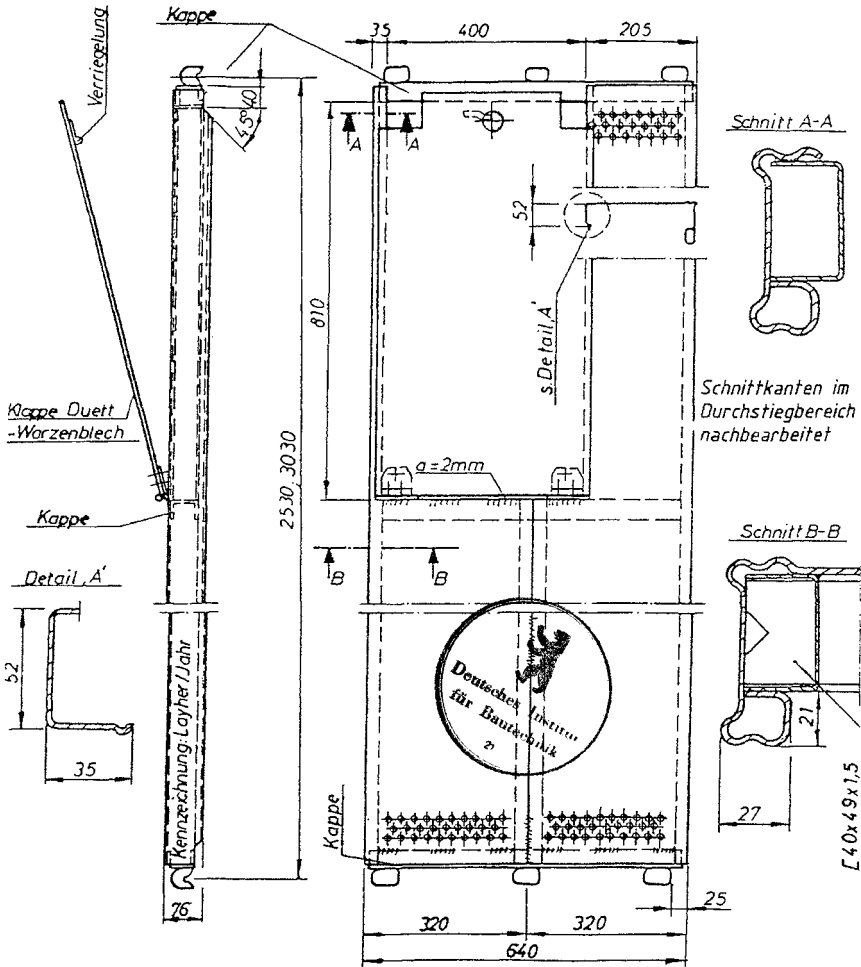 Kappe
35
400
205
Verriegelung
45°
40
A
A
Schnitt A-A
52
810
s.Detail 'A'
Klappe Duett
-Warzenblech
2530, 3030
Schnittkanten im
Durchstiegbereich
nachbearbeitet
a=2mm
Kappe
B
B
Schnitt B-B
Detail 'A'
52
35
Kennzeichnung: Layher/Jahr
Deutsches Institut
für Bautechnik
21
21
27
[40x49x1,5
Kappe
76
25
320
320
640